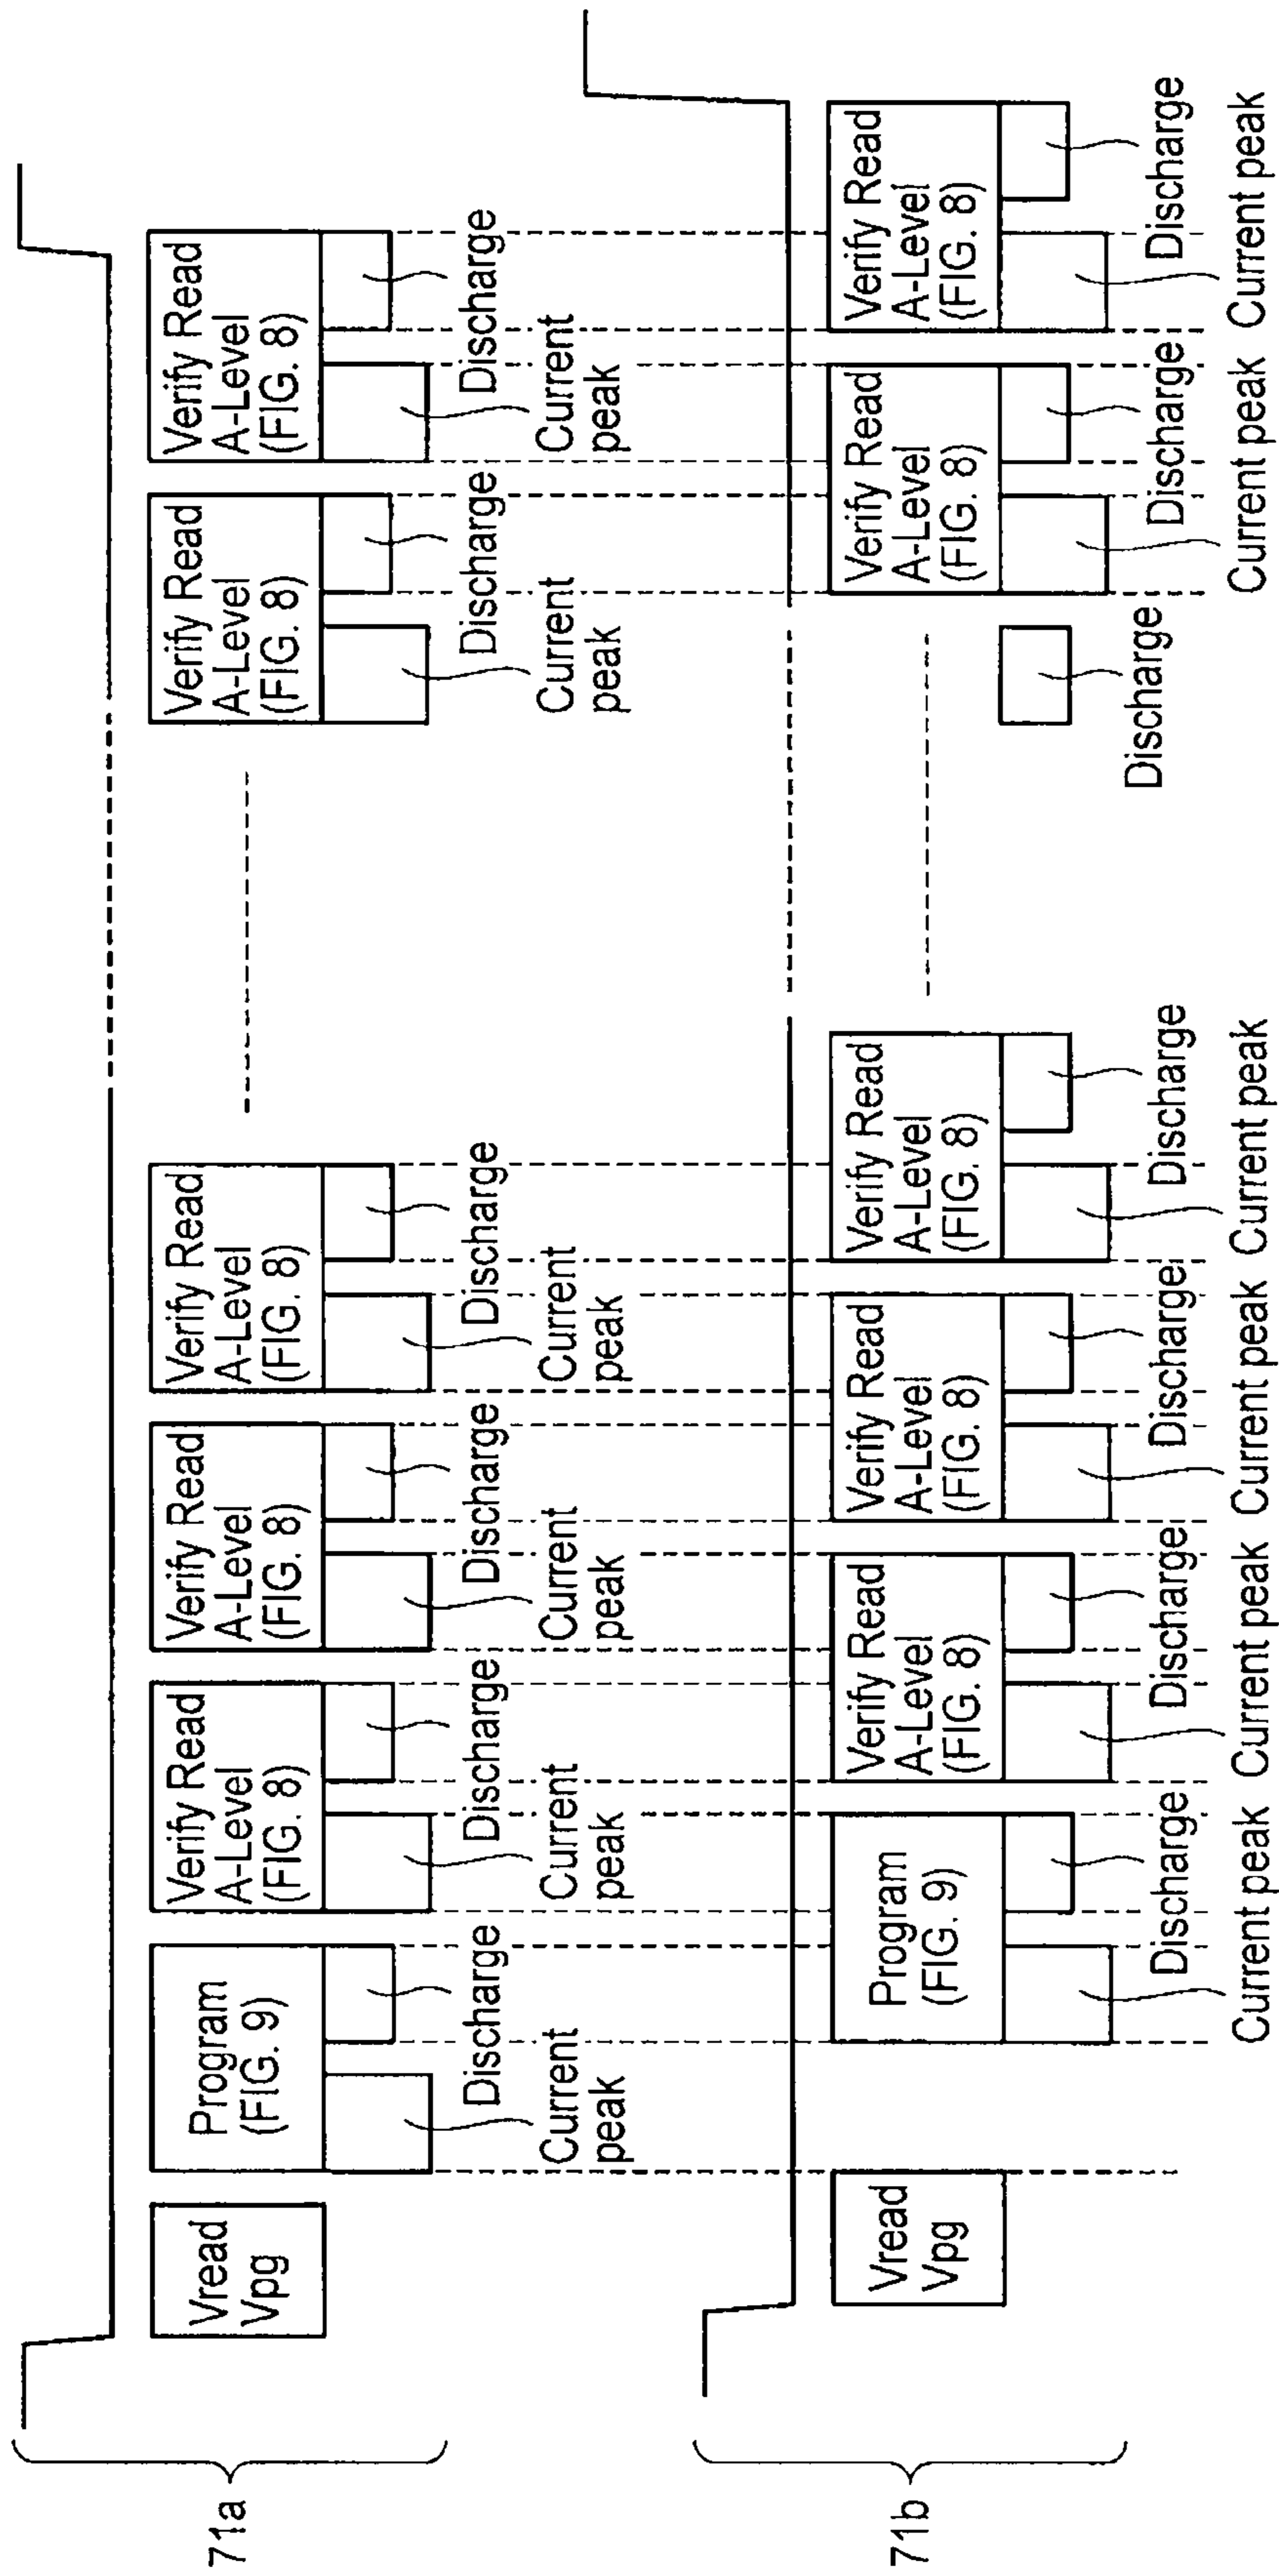 71a
Vread
Vpg
Program
(FIG. 9)
Discharge
Current
peak
Verify Read
A-Level
(FIG. 8)
Discharge
Current
peak
Verify Read
A-Level
(FIG. 8)
Discharge
Current
peak
Verify Read
A-Level
(FIG. 8)
Discharge
Current
peak
Verify Read
A-Level
(FIG. 8)
Discharge
Current
peak
Verify Read
A-Level
(FIG. 8)
Discharge
Current
peak
71b
Vread
Vpg
Program
(FIG. 9)
Discharge
Current peak
Verify Read
A-Level
(FIG. 8)
Discharge
Current peak
Verify Read
A-Level
(FIG. 8)
Discharge
Current peak
Verify Read
A-Level
(FIG. 8)
Discharge
Current peak
Discharge
Verify Read
A-Level
(FIG. 8)
Discharge
Current peak
Verify Read
A-Level
(FIG. 8)
Discharge
Current peak